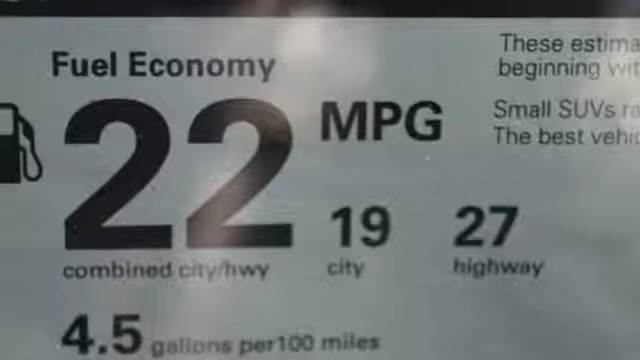 Fuel Economy
These estima
beginning wit
22 MPG
Small SUVs ra
The best vehic
19 27
combined city/hwy city highway
4.5 gallons per100 miles